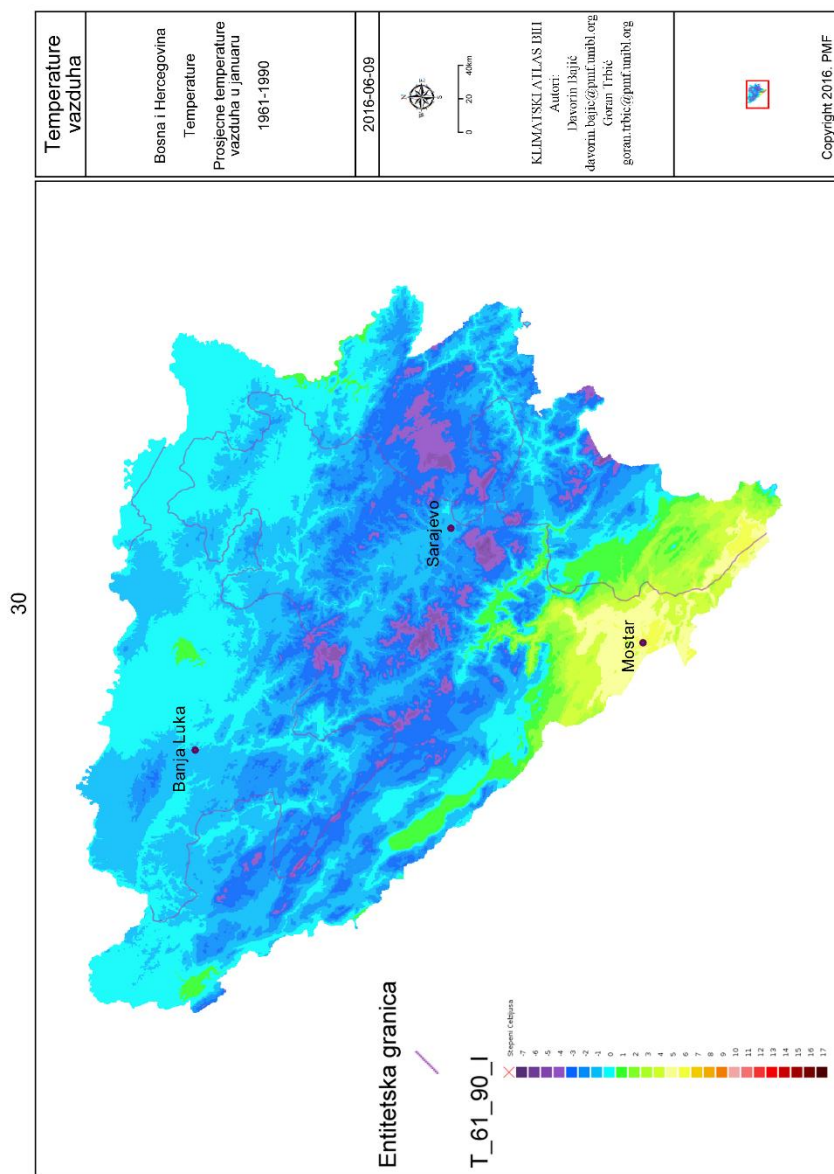 30
Temperature
vazduha
Bosna i Hercegovina
Temperature
Prosjecne temperature
vazduha u januaru
1961-1990
2016-06-09
N
W E
S
0 20 40km
KLIMATSKI ATLAS BIH
Autori:
Davorin Bajić
davorin.bajic@pmf.unibl.org
Goran Trbić
goran.trbic@pmf.unibl.org
Copyright 2016. PMF
Banja Luka
Sarajevo
Mostar
Entitetska granica
T_61_90_I
Stepeni Celzijusa
-7
-6
-5
-4
-3
-2
-1
0
1
2
3
4
5
6
7
8
9
10
11
12
13
14
15
16
17